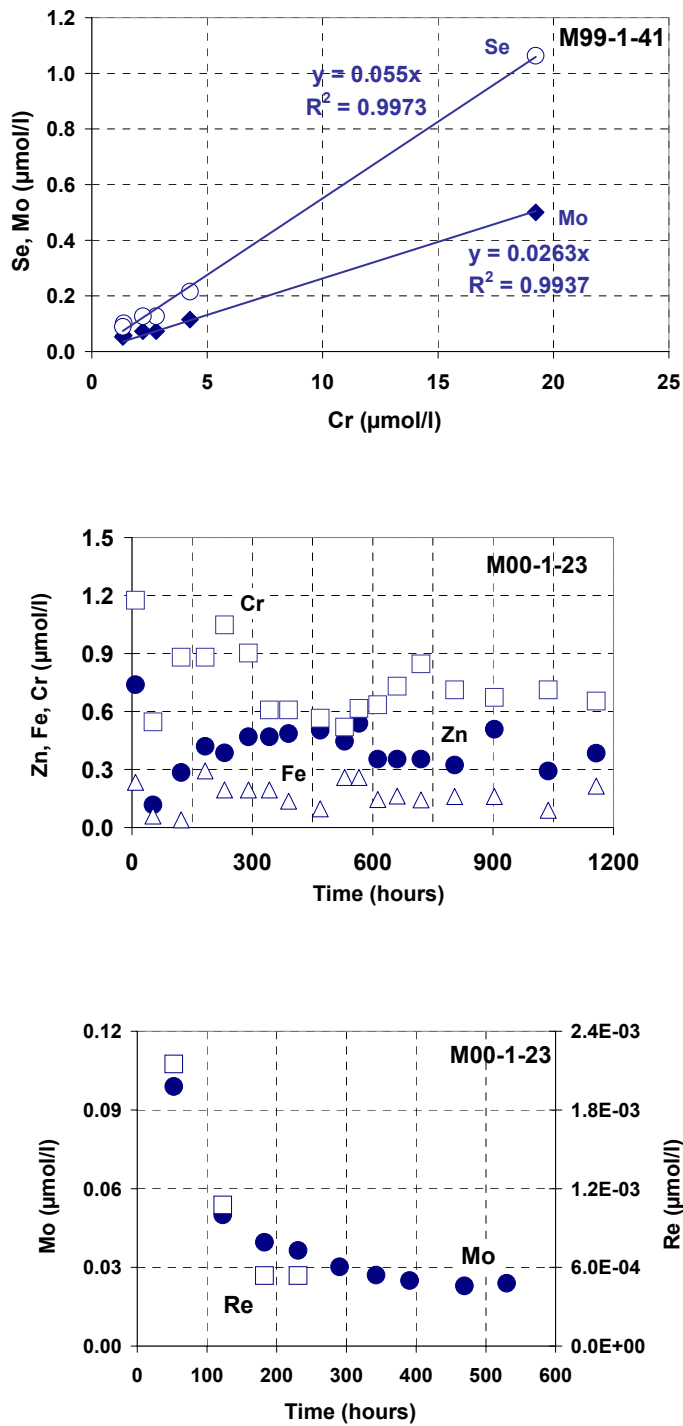 M99-1-41
Se
y = 0.055x
R² = 0.9973
Mo
y = 0.0263x
R² = 0.9937
1.2
1.0
0.8
0.6
0.4
0.2
0.0
Se, Mo (µmol/l)
0 5 10 15 20 25
Cr (µmol/l)
M00-1-23
Cr
Zn
Fe
1.5
1.2
0.9
0.6
0.3
0.0
Zn, Fe, Cr (µmol/l)
0 300 600 900 1200
Time (hours)
M00-1-23
Mo
Re
0.12
0.09
0.06
0.03
0.00
Mo (µmol/l)
2.4E-03
1.8E-03
1.2E-03
6.0E-04
0.0E+00
Re (µmol/l)
0 100 200 300 400 500 600
Time (hours)